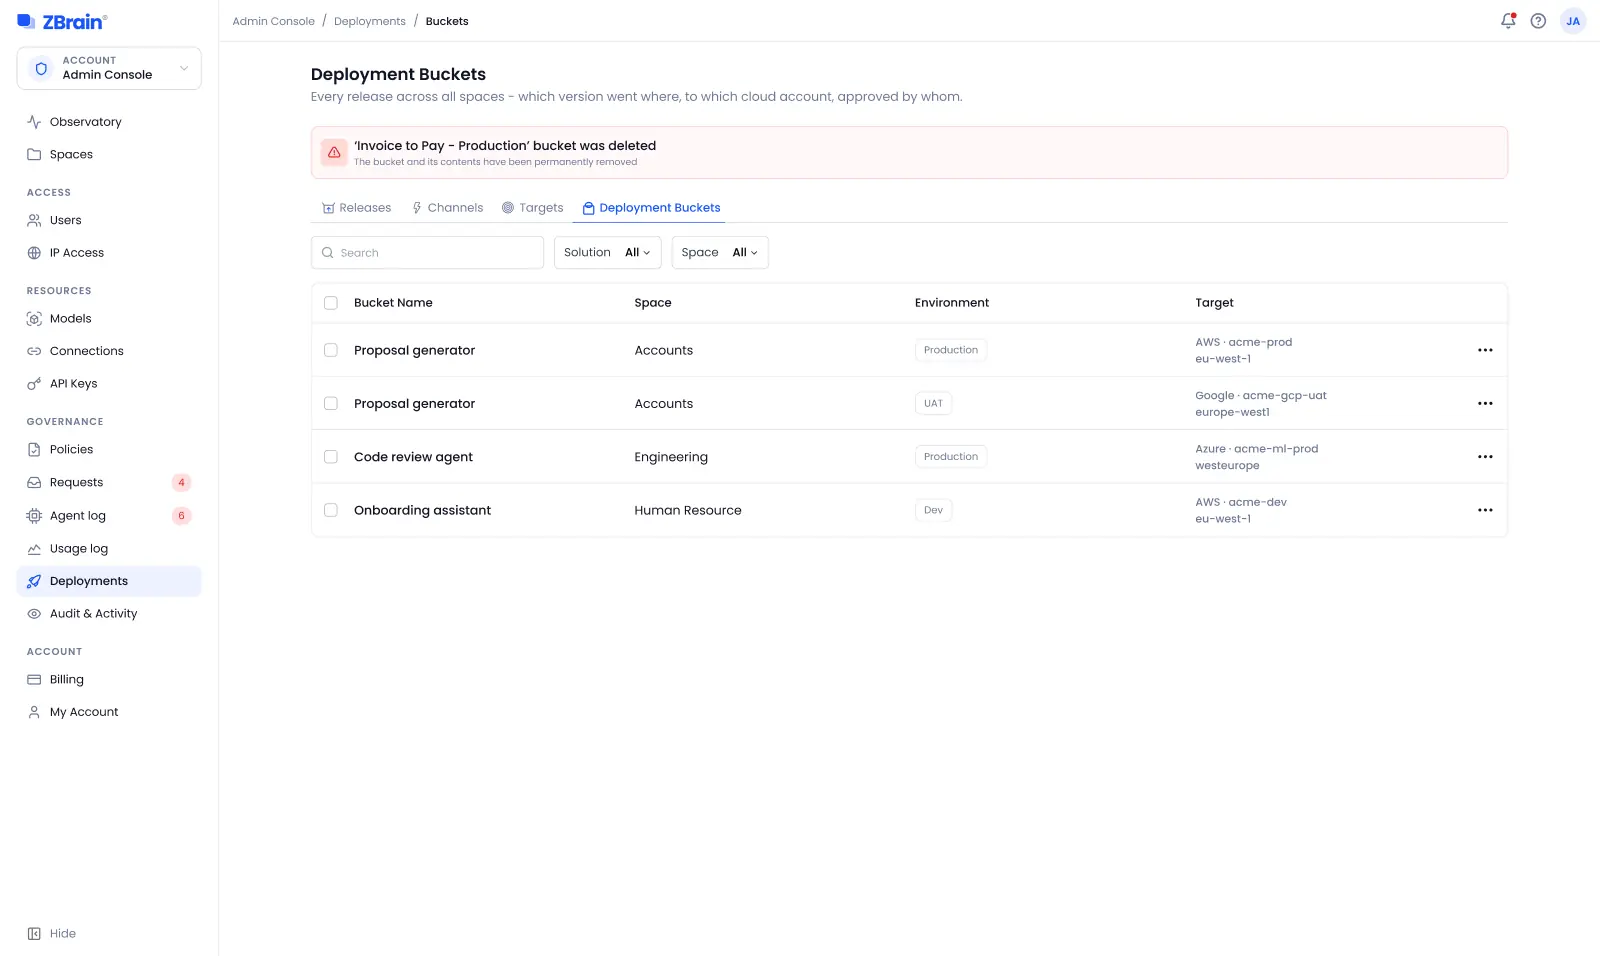 ZBrain®
Admin Console / Deployments / Buckets
JA
ACCOUNT
Admin Console
Observatory
Spaces
ACCESS
Users
IP Access
RESOURCES
Models
Connections
API Keys
GOVERNANCE
Policies
Requests 4
Agent log 6
Usage log
Deployments
Audit & Activity
ACCOUNT
Billing
My Account
Hide
Deployment Buckets
Every release across all spaces - which version went where, to which cloud account, approved by whom.
‘Invoice to Pay - Production’ bucket was deleted
The bucket and its contents have been permanently removed
Releases Channels Targets Deployment Buckets
Search Solution All Space All
Bucket Name Space Environment Target
Proposal generator Accounts Production AWS · acme-prod
eu-west-1
Proposal generator Accounts UAT Google · acme-gcp-uat
europe-west1
Code review agent Engineering Production Azure · acme-ml-prod
westeurope
Onboarding assistant Human Resource Dev AWS · acme-dev
eu-west-1